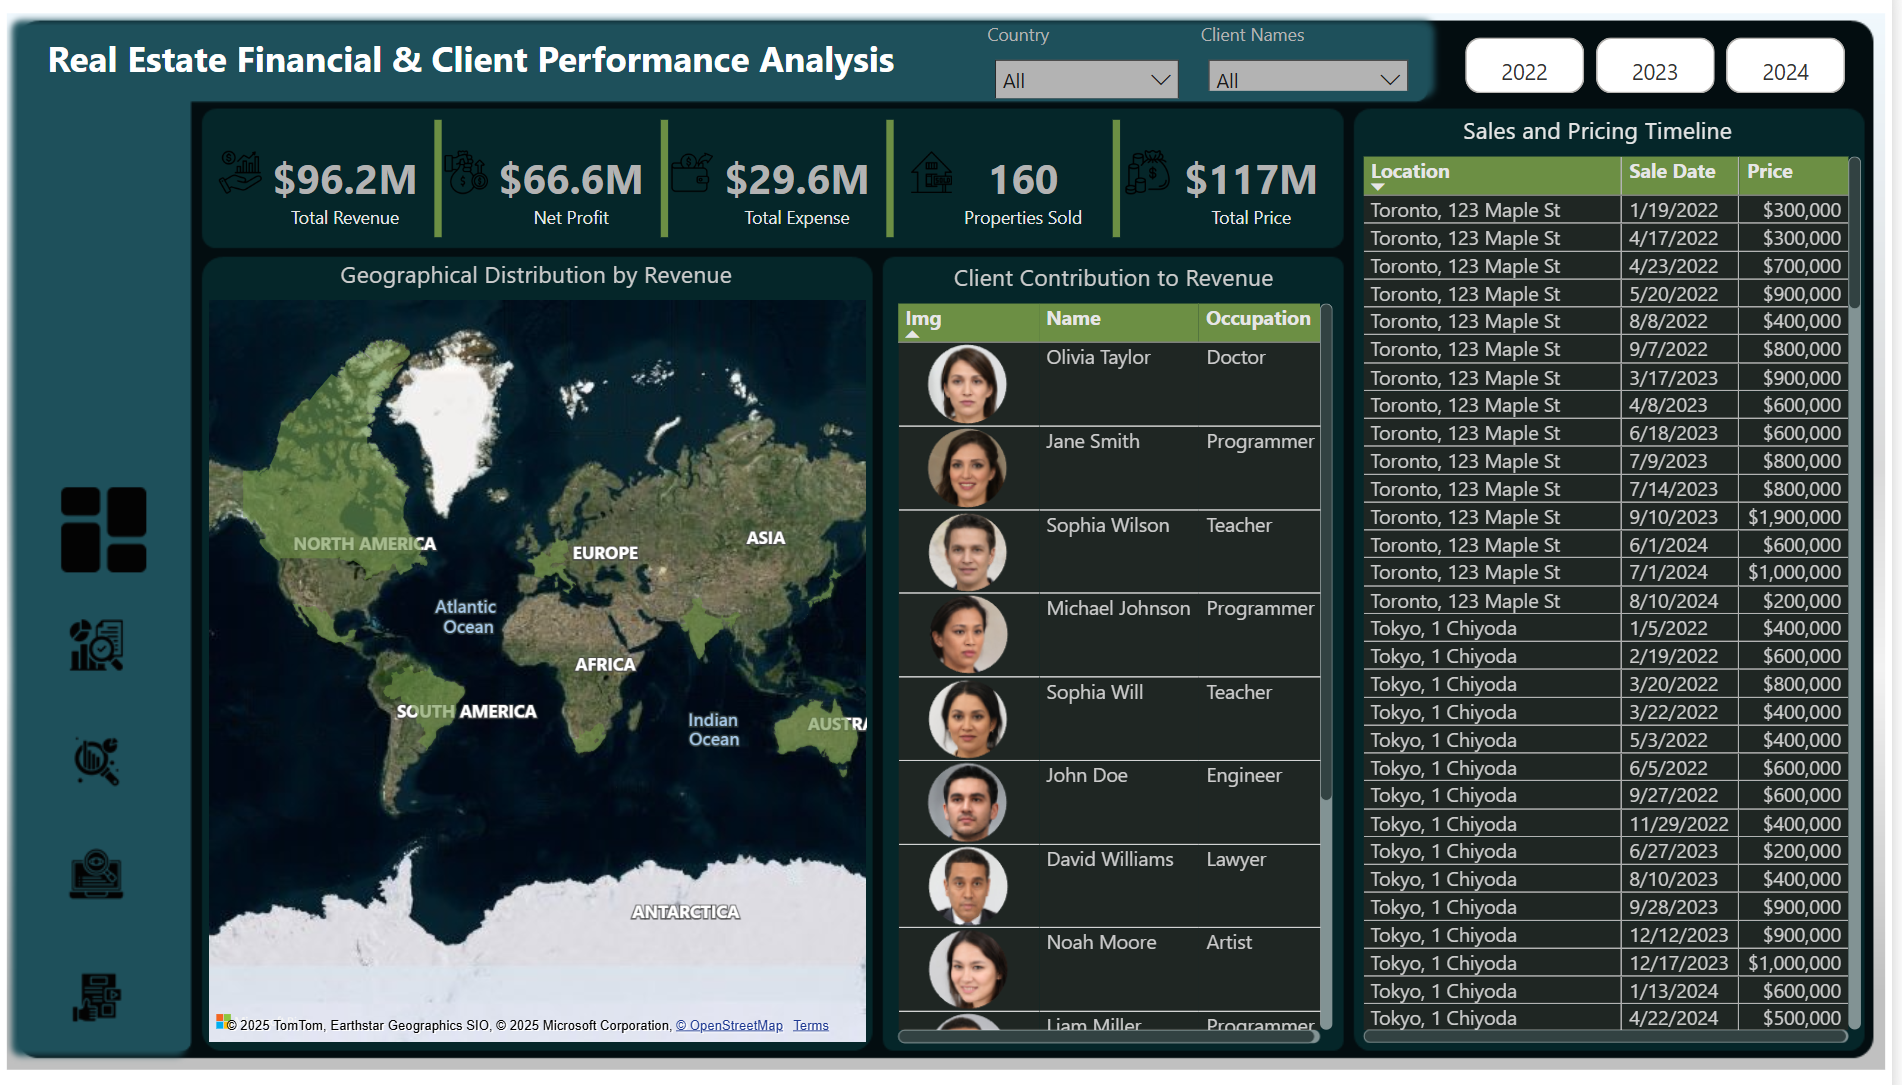 Real Estate Financial & Client Performance Analysis
Country
All
Client Names
All
2022
2023
2024
$96.2M
Total Revenue
$66.6M
Net Profit
$29.6M
Total Expense
160
Properties Sold
$117M
Total Price
Geographical Distribution by Revenue
NORTH AMERICA
EUROPE
ASIA
Atlantic
Ocean
AFRICA
SOUTH AMERICA
Indian
Ocean
AUSTRA
ANTARCTICA
© 2025 TomTom, Earthstar Geographics SIO, © 2025 Microsoft Corporation, © OpenStreetMap Terms
Client Contribution to Revenue
Img Name Occupation
Olivia Taylor Doctor
Jane Smith Programmer
Sophia Wilson Teacher
Michael Johnson Programmer
Sophia Will Teacher
John Doe Engineer
David Williams Lawyer
Noah Moore Artist
Liam Miller Programmer
Sales and Pricing Timeline
Location Sale Date Price
Toronto, 123 Maple St 1/19/2022 $300,000
Toronto, 123 Maple St 4/17/2022 $300,000
Toronto, 123 Maple St 4/23/2022 $700,000
Toronto, 123 Maple St 5/20/2022 $900,000
Toronto, 123 Maple St 8/8/2022 $400,000
Toronto, 123 Maple St 9/7/2022 $800,000
Toronto, 123 Maple St 3/17/2023 $900,000
Toronto, 123 Maple St 4/8/2023 $600,000
Toronto, 123 Maple St 6/18/2023 $600,000
Toronto, 123 Maple St 7/9/2023 $800,000
Toronto, 123 Maple St 7/14/2023 $800,000
Toronto, 123 Maple St 9/10/2023 $1,900,000
Toronto, 123 Maple St 6/1/2024 $600,000
Toronto, 123 Maple St 7/1/2024 $1,000,000
Toronto, 123 Maple St 8/10/2024 $200,000
Tokyo, 1 Chiyoda 1/5/2022 $400,000
Tokyo, 1 Chiyoda 2/19/2022 $600,000
Tokyo, 1 Chiyoda 3/20/2022 $800,000
Tokyo, 1 Chiyoda 3/22/2022 $400,000
Tokyo, 1 Chiyoda 5/3/2022 $400,000
Tokyo, 1 Chiyoda 6/5/2022 $600,000
Tokyo, 1 Chiyoda 9/27/2022 $600,000
Tokyo, 1 Chiyoda 11/29/2022 $400,000
Tokyo, 1 Chiyoda 6/27/2023 $200,000
Tokyo, 1 Chiyoda 8/10/2023 $400,000
Tokyo, 1 Chiyoda 9/28/2023 $900,000
Tokyo, 1 Chiyoda 12/12/2023 $900,000
Tokyo, 1 Chiyoda 12/17/2023 $1,000,000
Tokyo, 1 Chiyoda 1/13/2024 $600,000
Tokyo, 1 Chiyoda 4/22/2024 $500,000